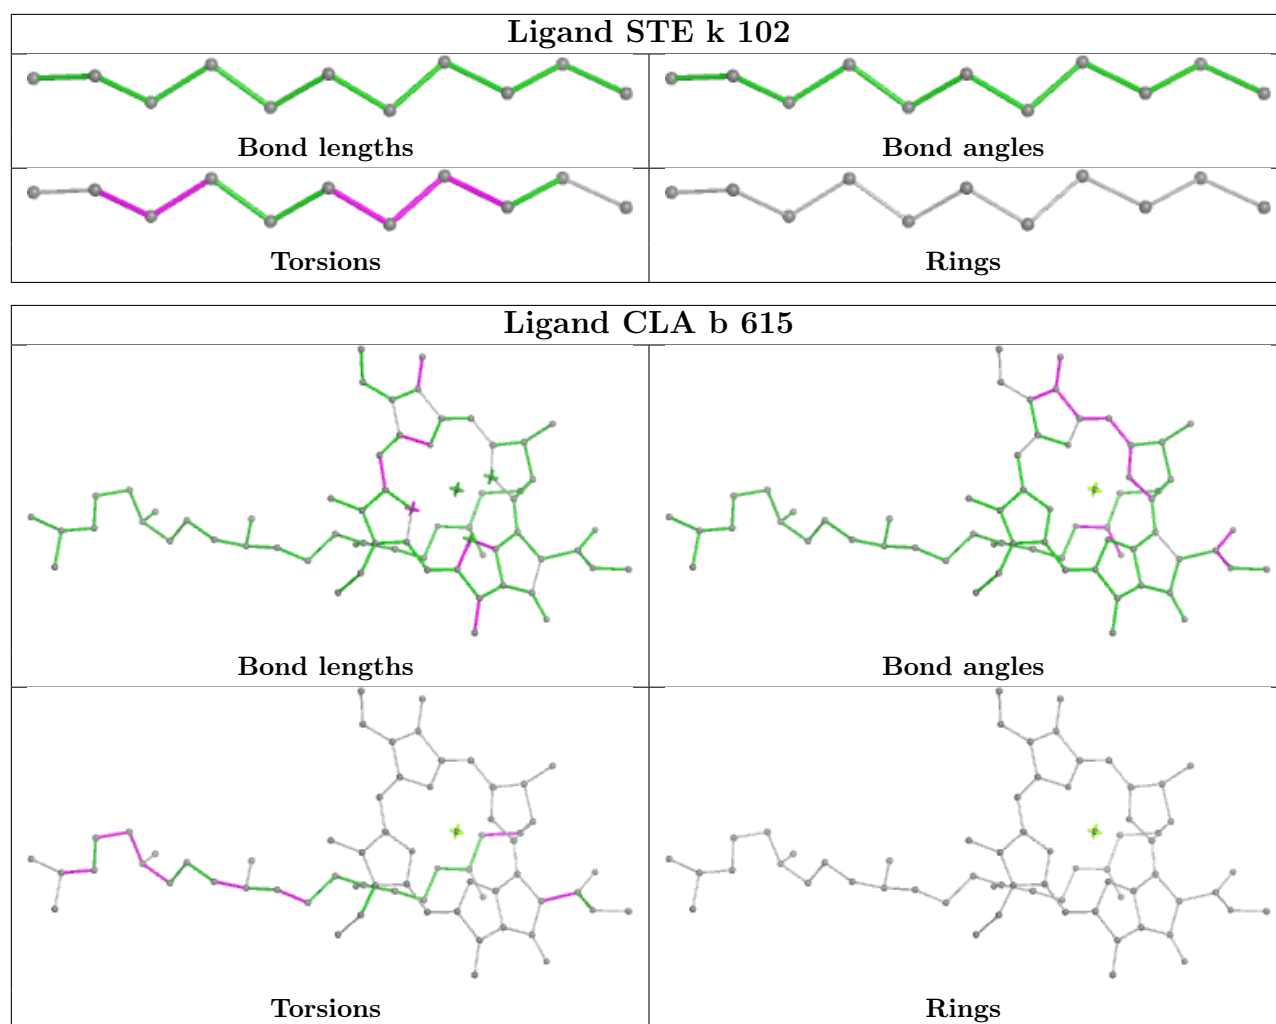 Ligand STE k 102
Bond lengths
Bond angles
Torsions
Rings
Ligand CLA b 615
Bond lengths
Bond angles
Torsions
Rings